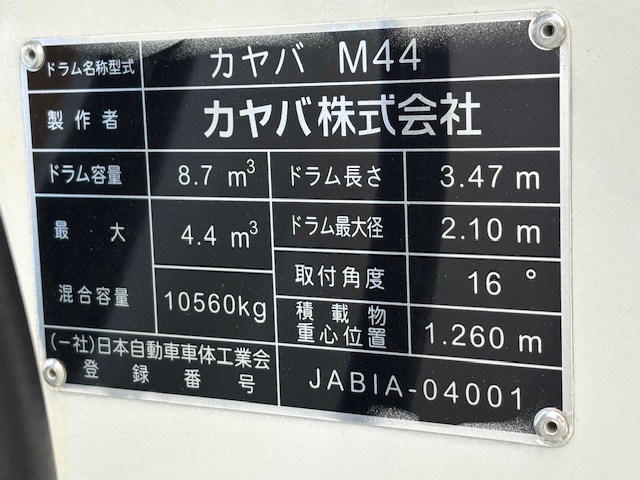 ドラム名称型式 カヤバ M44
製作者 カヤバ株式会社
ドラム容量 8.7 m³ ドラム長さ 3.47 m
最大 4.4 m³ ドラム最大径 2.10 m
混合容量 10560kg 取付角度 16 °
積載物
重心位置 1.260 m
(一社)日本自動車車体工業会
登録番号 JABIA-04001